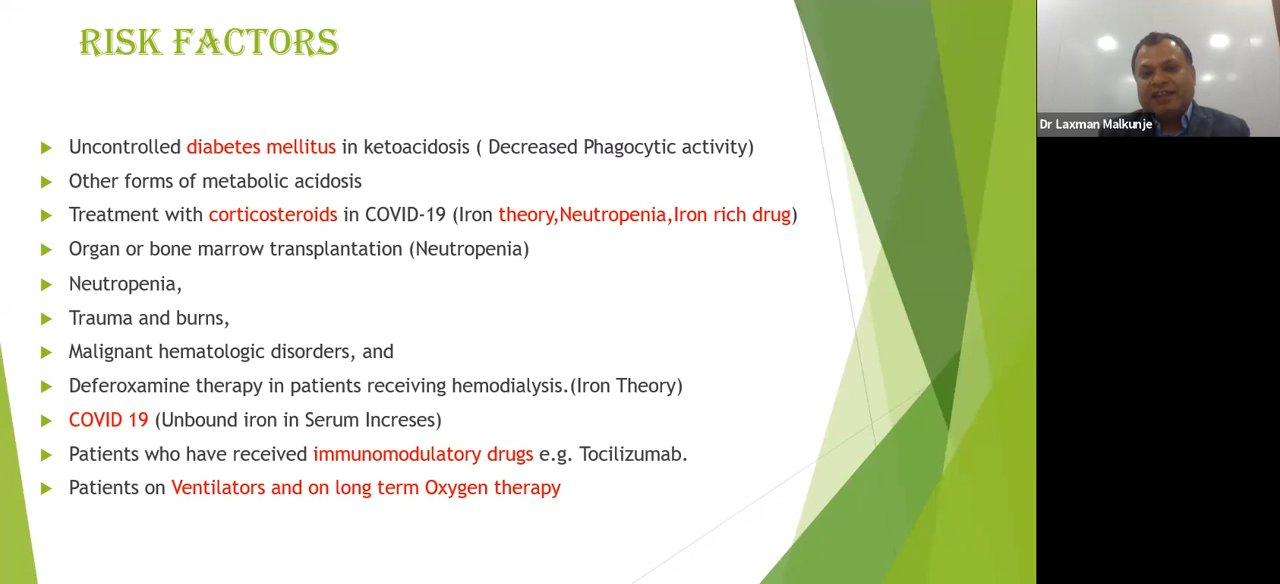 RISK FACTORS
Uncontrolled diabetes mellitus in ketoacidosis ( Decreased Phagocytic activity)
Other forms of metabolic acidosis
Treatment with corticosteroids in COVID-19 (Iron theory,Neutropenia,Iron rich drug)
Organ or bone marrow transplantation (Neutropenia)
Neutropenia,
Trauma and burns,
Malignant hematologic disorders, and
Deferoxamine therapy in patients receiving hemodialysis.(Iron Theory)
COVID 19 (Unbound iron in Serum Increses)
Patients who have received immunomodulatory drugs e.g. Tocilizumab.
Patients on Ventilators and on long term Oxygen therapy
Dr Laxman Malkunje